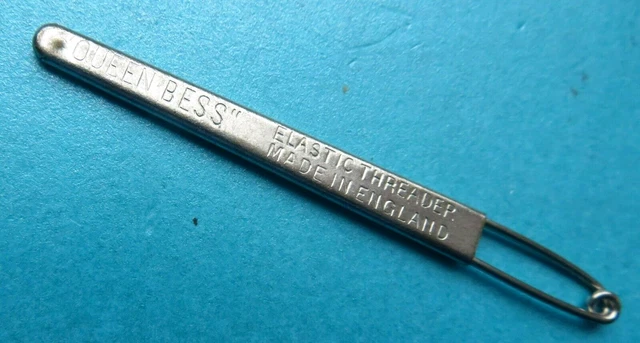 "QUEEN BESS"
ELASTIC THREADER
MADE IN ENGLAND